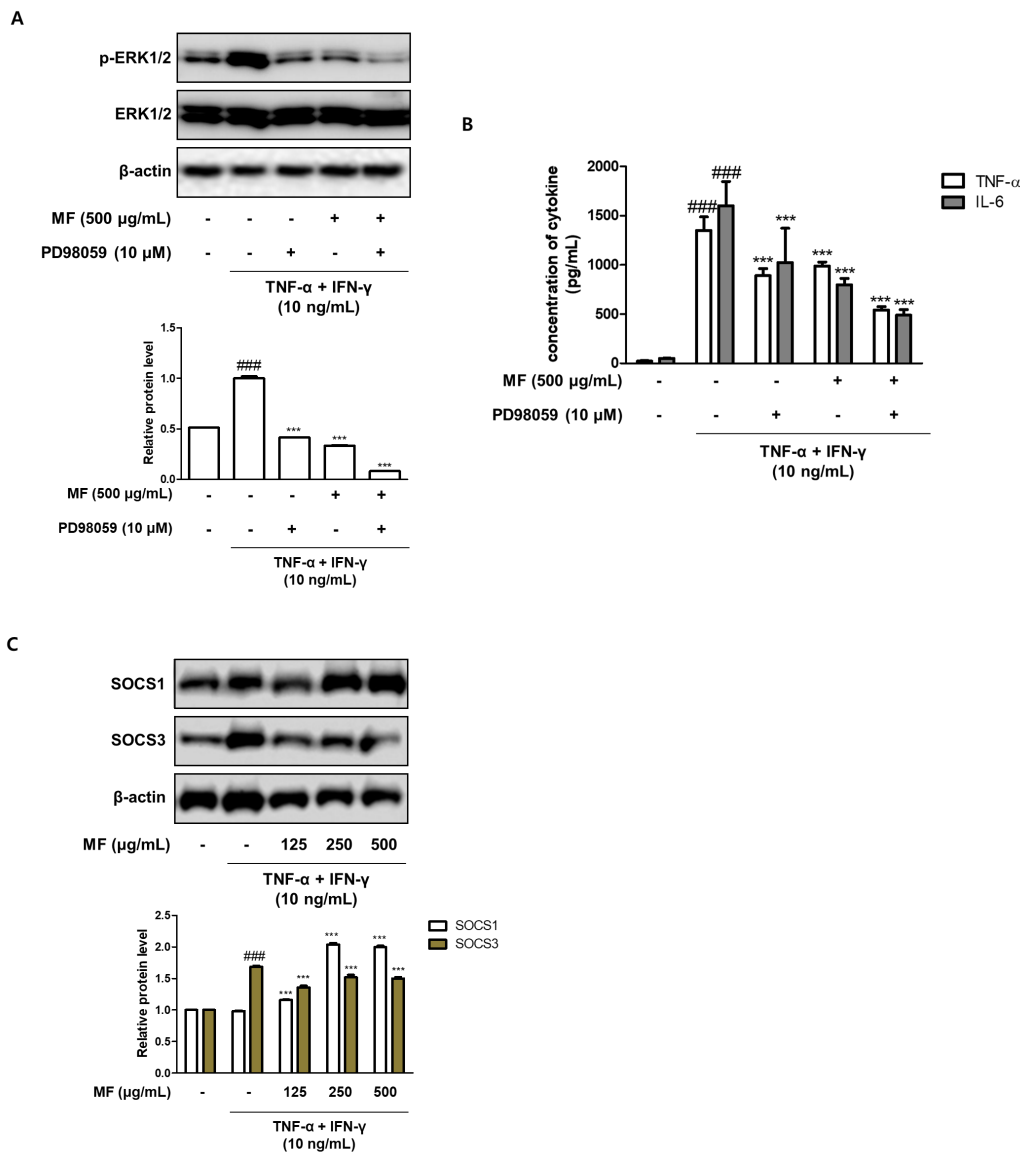 A
p-ERK1/2
ERK1/2
β-actin
MF (500 µg/mL) - - - + +
PD98059 (10 µM) - - + - +
TNF-α + IFN-γ
(10 ng/mL)
Relative protein level
1.5
1.0
0.5
0.0
###
***
***
***
MF (500 µg/mL) - - - + +
PD98059 (10 µM) - - + - +
TNF-α + IFN-γ
(10 ng/mL)
B
concentration of cytokine
(pg/mL)
2000
1500
1000
500
0
###
###
***
***
***
***
***
***
TNF-α
IL-6
MF (500 µg/mL) - - - + +
PD98059 (10 µM) - - + - +
TNF-α + IFN-γ
(10 ng/mL)
C
SOCS1
SOCS3
β-actin
MF (µg/mL) - - 125 250 500
TNF-α + IFN-γ
(10 ng/mL)
Relative protein level
2.5
2.0
1.5
1.0
0.5
0.0
###
***
***
***
***
***
***
SOCS1
SOCS3
MF (µg/mL) - - 125 250 500
TNF-α + IFN-γ
(10 ng/mL)